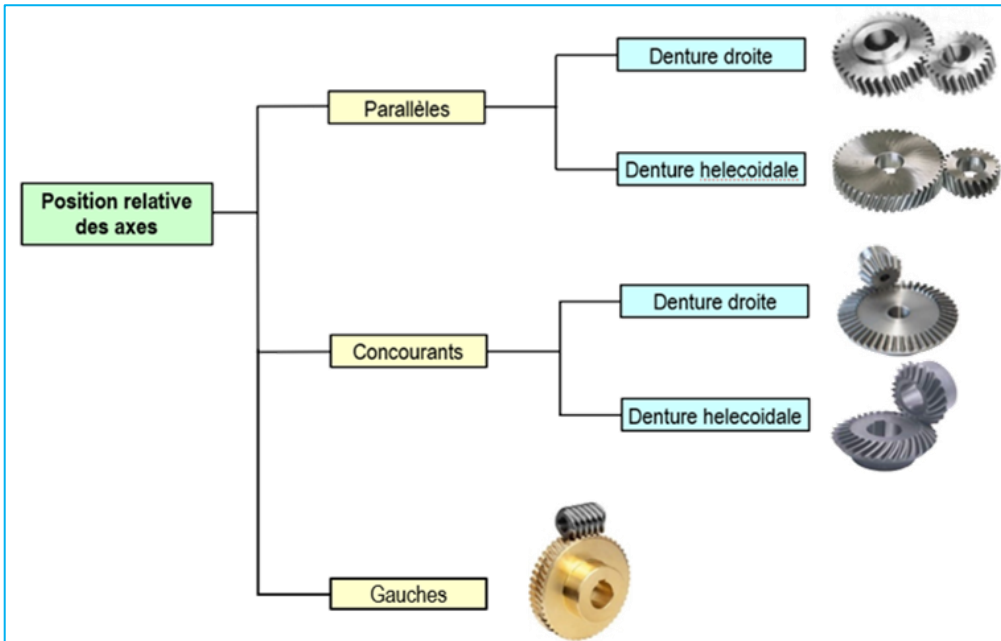 Position relative
des axes
Parallèles
Denture droite
Denture helecoidale
Concourants
Denture droite
Denture helecoidale
Gauches